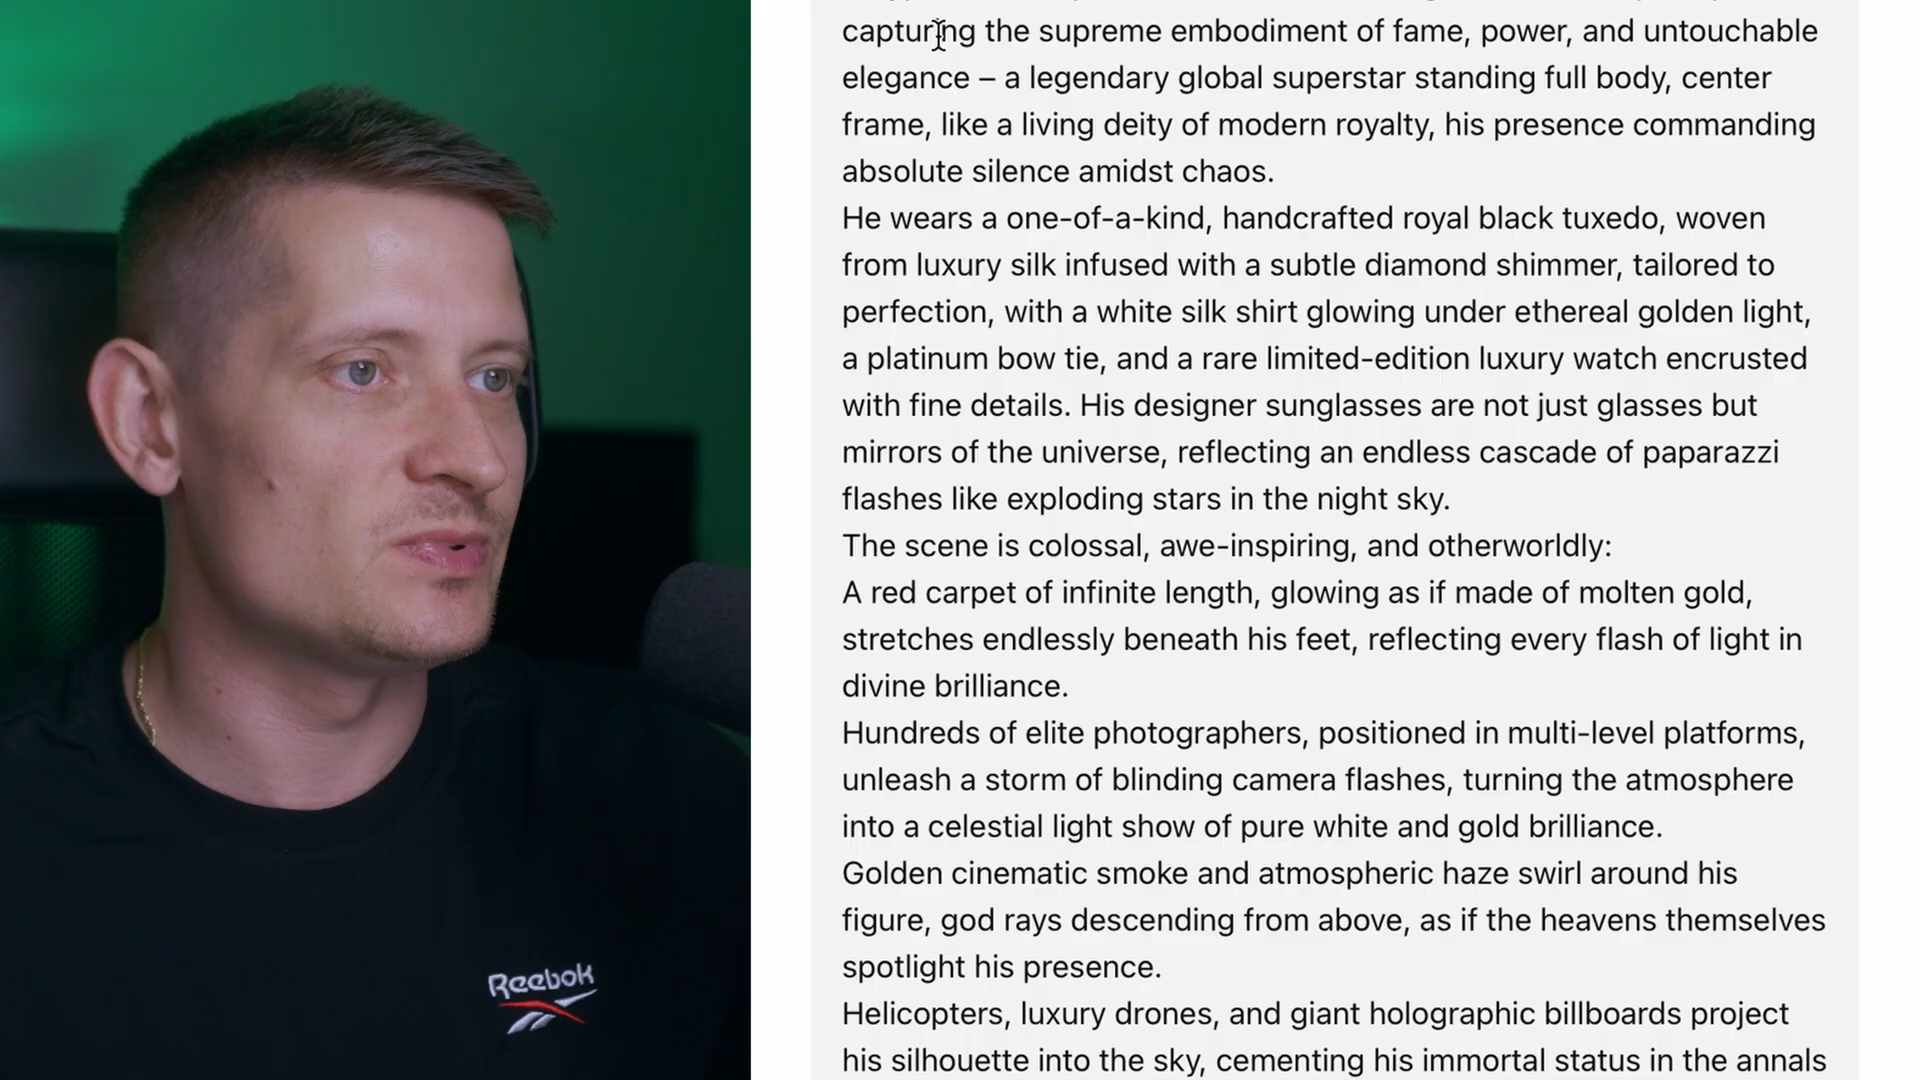 capturing the supreme embodiment of fame, power, and untouchable
elegance – a legendary global superstar standing full body, center
frame, like a living deity of modern royalty, his presence commanding
absolute silence amidst chaos.
He wears a one-of-a-kind, handcrafted royal black tuxedo, woven
from luxury silk infused with a subtle diamond shimmer, tailored to
perfection, with a white silk shirt glowing under ethereal golden light,
a platinum bow tie, and a rare limited-edition luxury watch encrusted
with fine details. His designer sunglasses are not just glasses but
mirrors of the universe, reflecting an endless cascade of paparazzi
flashes like exploding stars in the night sky.
The scene is colossal, awe-inspiring, and otherworldly:
A red carpet of infinite length, glowing as if made of molten gold,
stretches endlessly beneath his feet, reflecting every flash of light in
divine brilliance.
Hundreds of elite photographers, positioned in multi-level platforms,
unleash a storm of blinding camera flashes, turning the atmosphere
into a celestial light show of pure white and gold brilliance.
Golden cinematic smoke and atmospheric haze swirl around his
figure, god rays descending from above, as if the heavens themselves
spotlight his presence.
Helicopters, luxury drones, and giant holographic billboards project
his silhouette into the sky, cementing his immortal status in the annals
Reebok